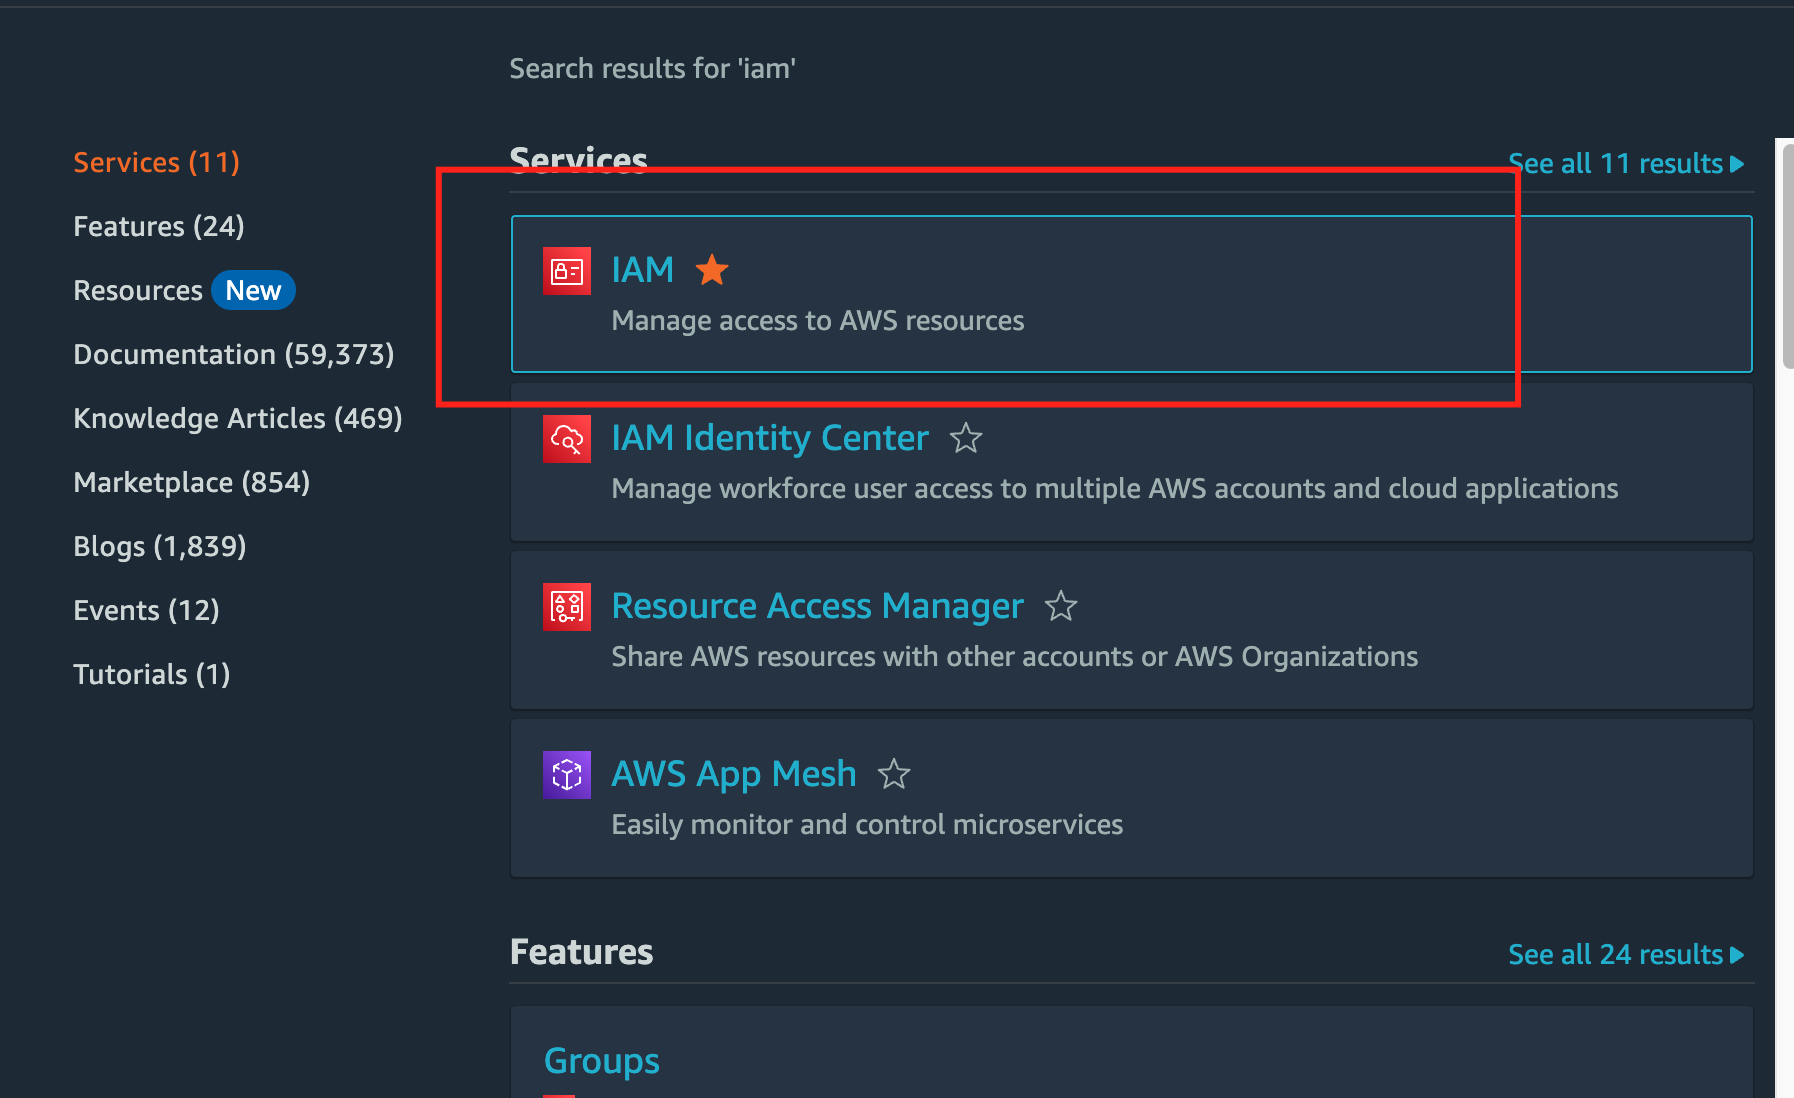 Search results for 'iam'
Services (11)
Features (24)
Resources New
Documentation (59,373)
Knowledge Articles (469)
Marketplace (854)
Blogs (1,839)
Events (12)
Tutorials (1)
Services
See all 11 results
IAM
Manage access to AWS resources
IAM Identity Center
Manage workforce user access to multiple AWS accounts and cloud applications
Resource Access Manager
Share AWS resources with other accounts or AWS Organizations
AWS App Mesh
Easily monitor and control microservices
Features
See all 24 results
Groups